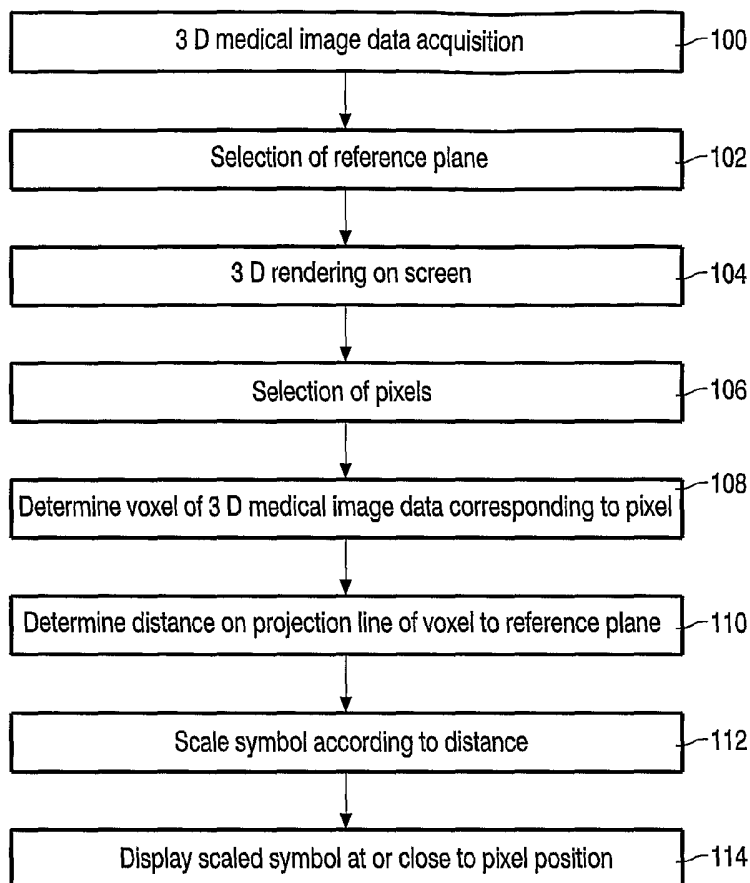 3 D medical image data acquisition 100
Selection of reference plane 102
3 D rendering on screen 104
Selection of pixels 106
Determine voxel of 3 D medical image data corresponding to pixel 108
Determine distance on projection line of voxel to reference plane 110
Scale symbol according to distance 112
Display scaled symbol at or close to pixel position 114